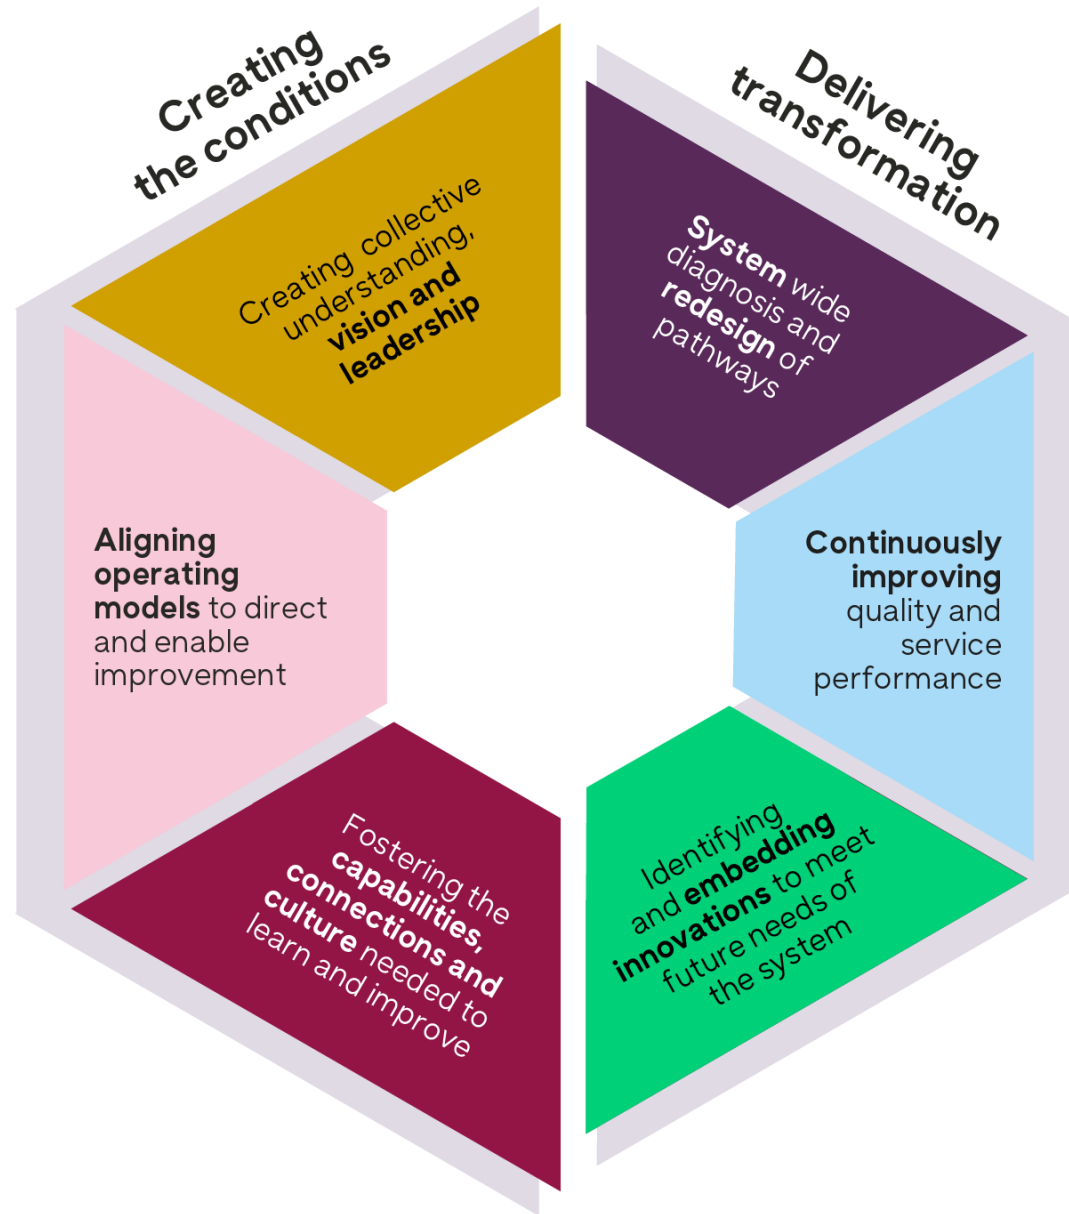 Creating
the conditions
Creating collective
understanding,
vision and
leadership
Aligning
operating
models to direct
and enable
improvement
Fostering the
capabilities,
connections and
culture needed to
learn and improve
Delivering
transformation
System wide
diagnosis and
redesign of
pathways
Continuously
improving
quality and
service
performance
Identifying
and embedding
innovations to meet
future needs of
the system